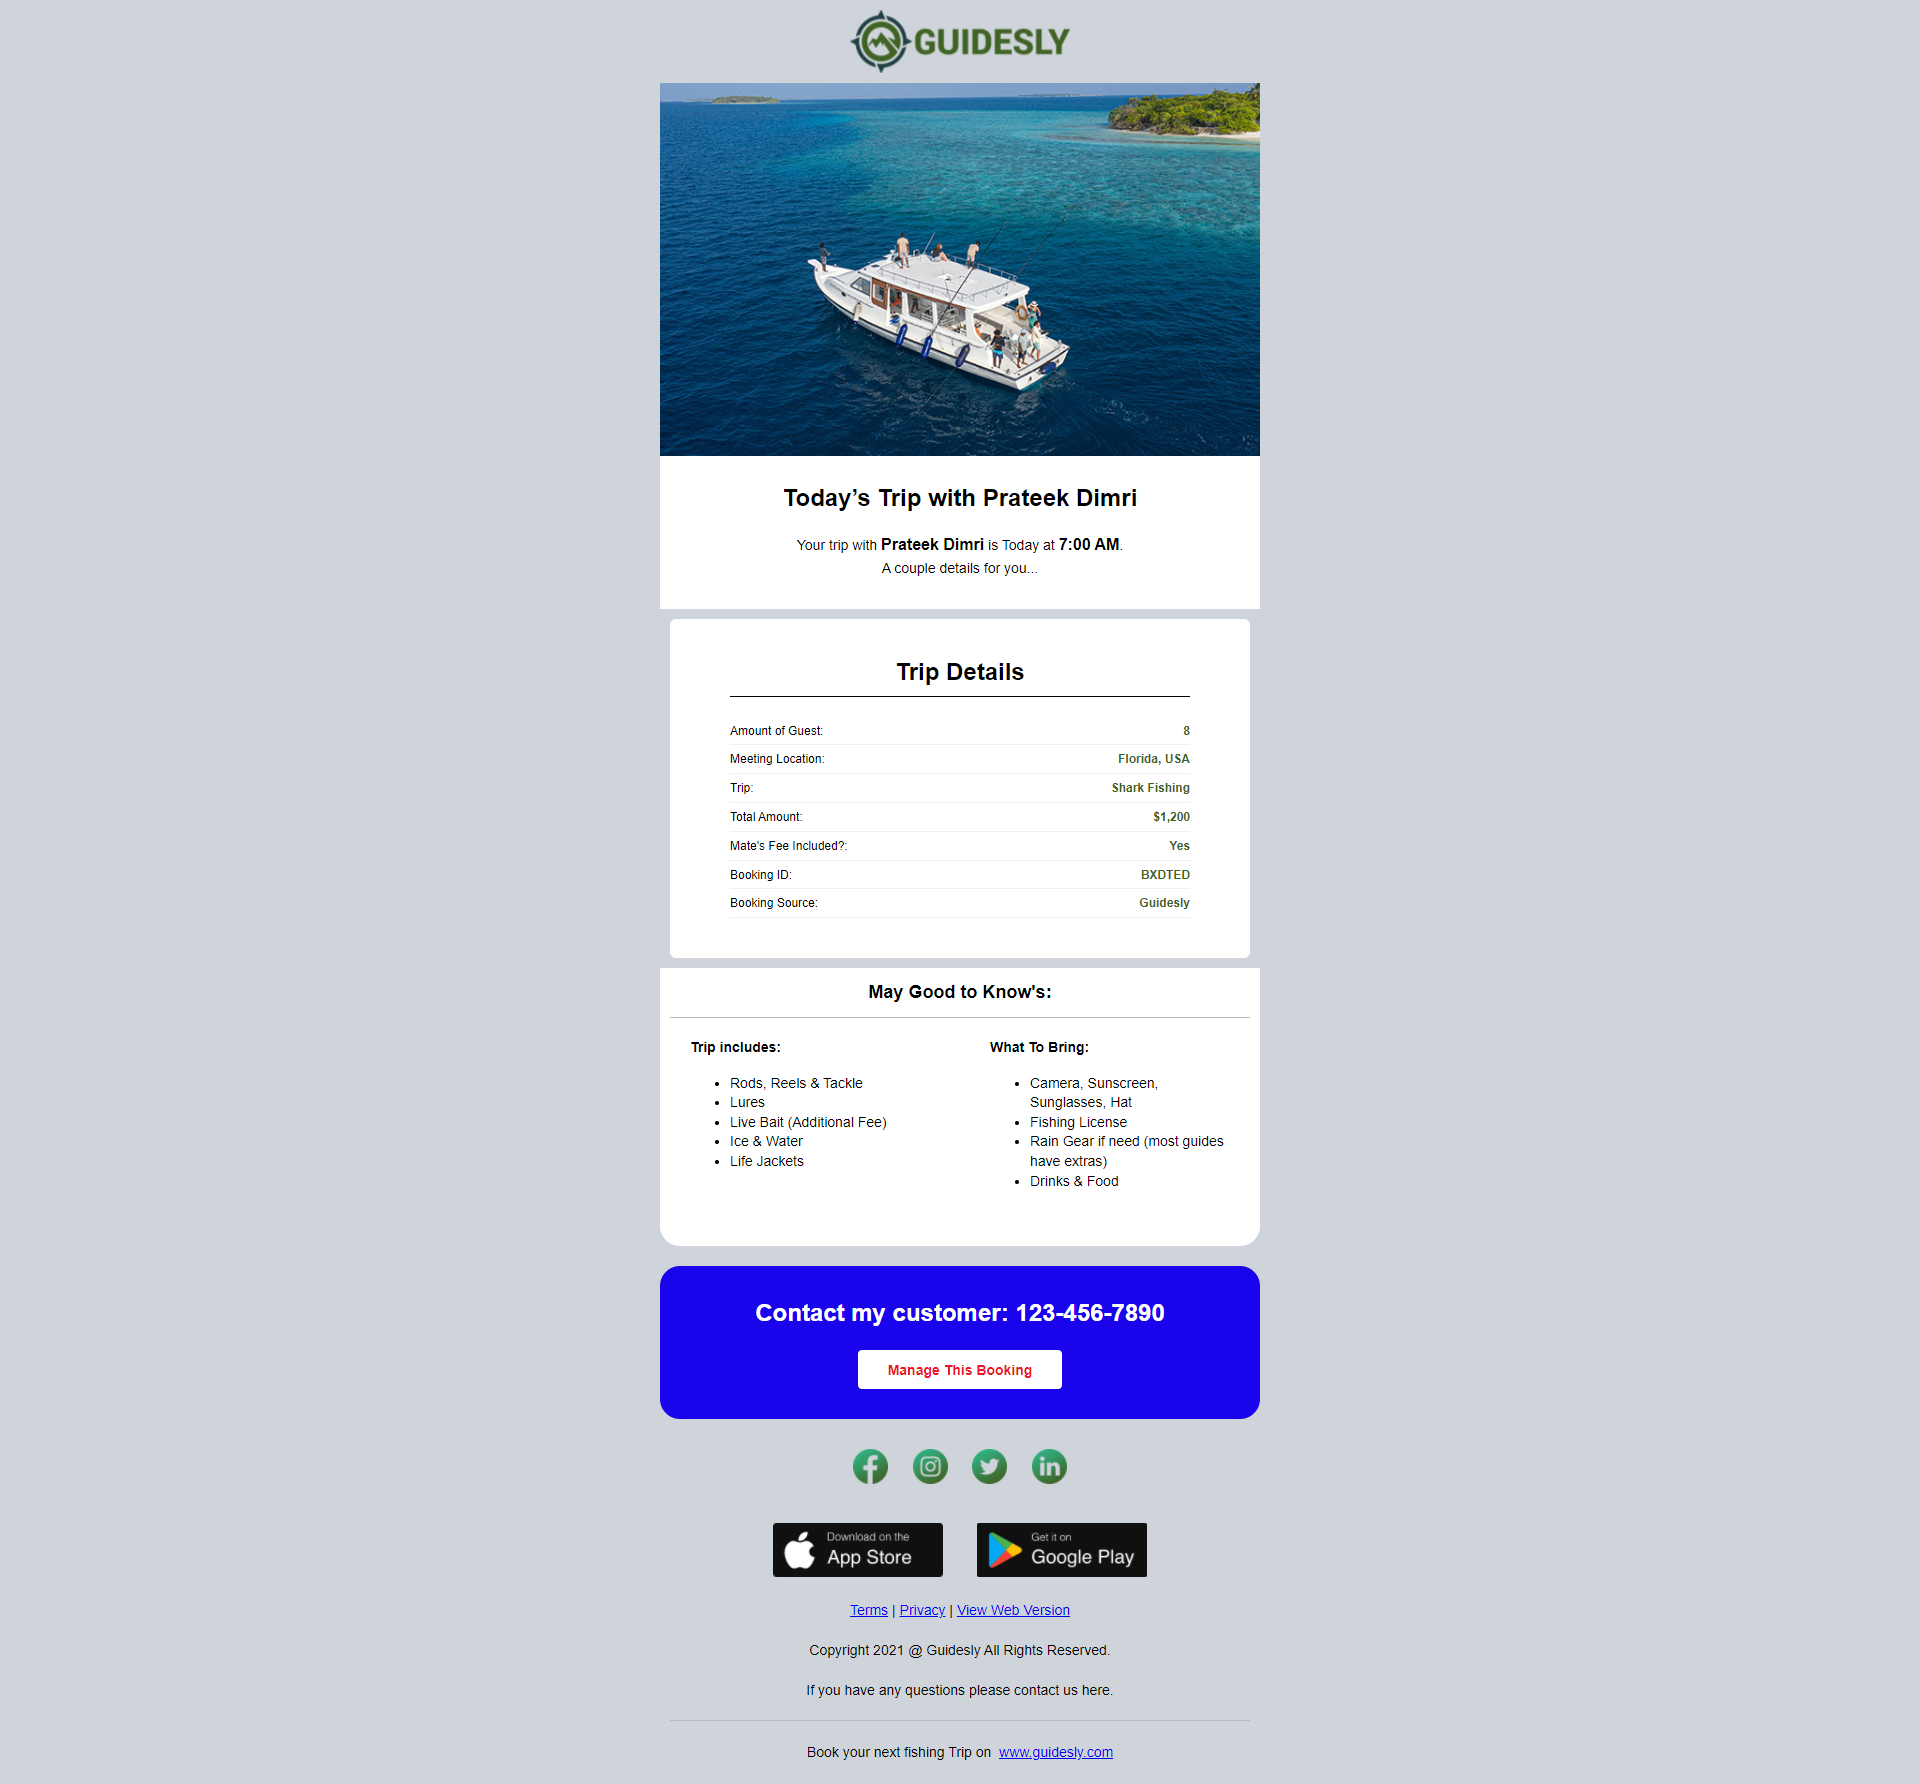 GUIDESLY
Today’s Trip with Prateek Dimri
Your trip with Prateek Dimri is Today at 7:00 AM.
A couple details for you...
Trip Details
Amount of Guest: 8
Meeting Location: Florida, USA
Trip: Shark Fishing
Total Amount: $1,200
Mate's Fee Included?: Yes
Booking ID: BXDTED
Booking Source: Guidesly
May Good to Know's:
Trip includes:
Rods, Reels & Tackle
Lures
Live Bait (Additional Fee)
Ice & Water
Life Jackets
What To Bring:
Camera, Sunscreen,
Sunglasses, Hat
Fishing License
Rain Gear if need (most guides
have extras)
Drinks & Food
Contact my customer: 123-456-7890
Manage This Booking
Download on the
App Store
Get it on
Google Play
Terms | Privacy | View Web Version
Copyright 2021 @ Guidesly All Rights Reserved.
If you have any questions please contact us here.
Book your next fishing Trip on www.guidesly.com